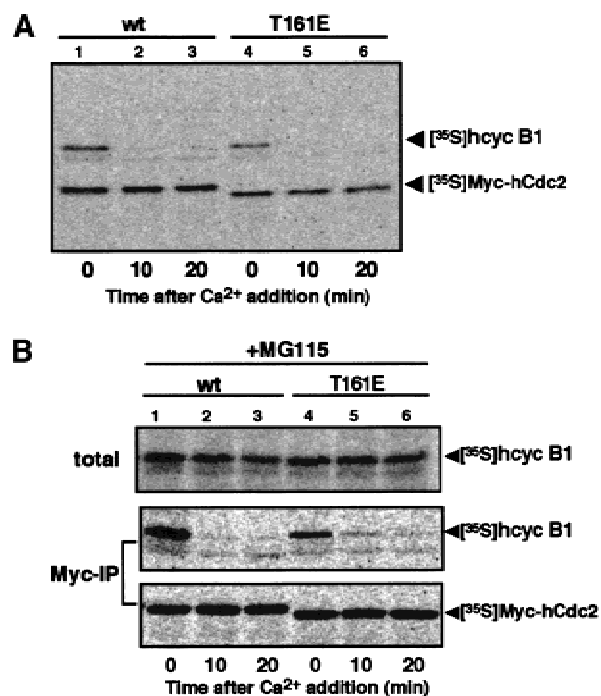 A
wt T161E
1 2 3 4 5 6
[³⁵S]hcyc B1
[³⁵S]Myc-hCdc2
0 10 20 0 10 20
Time after Ca²⁺ addition (min)
B
+MG115
wt T161E
1 2 3 4 5 6
total [³⁵S]hcyc B1
[³⁵S]hcyc B1
Myc-IP
[³⁵S]Myc-hCdc2
0 10 20 0 10 20
Time after Ca²⁺ addition (min)